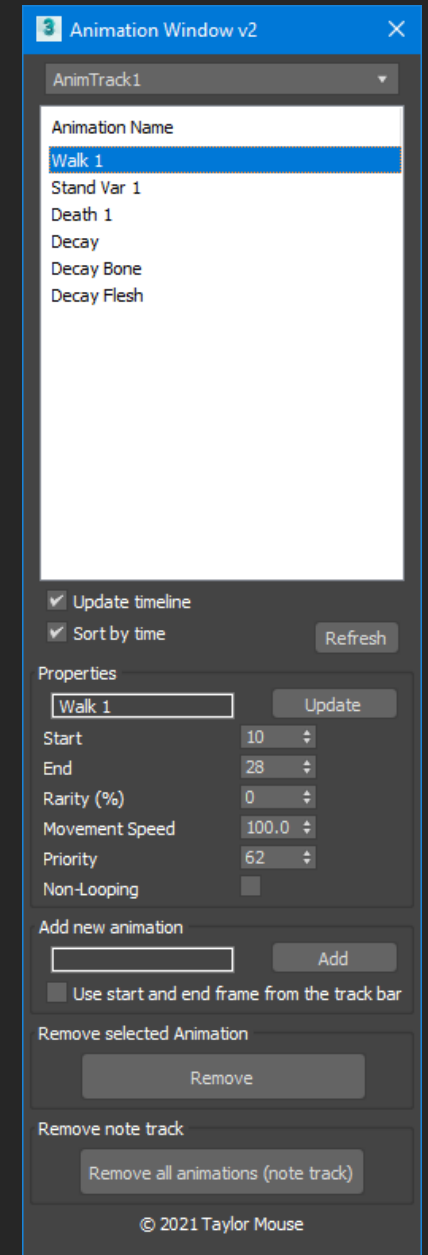 3 Animation Window v2
AnimTrack1
Animation Name
Walk 1
Stand Var 1
Death 1
Decay
Decay Bone
Decay Flesh
Update timeline
Sort by time
Refresh
Properties
Walk 1 Update
Start 10
End 28
Rarity (%) 0
Movement Speed 100.0
Priority 62
Non-Looping
Add new animation
Add
Use start and end frame from the track bar
Remove selected Animation
Remove
Remove note track
Remove all animations (note track)
© 2021 Taylor Mouse